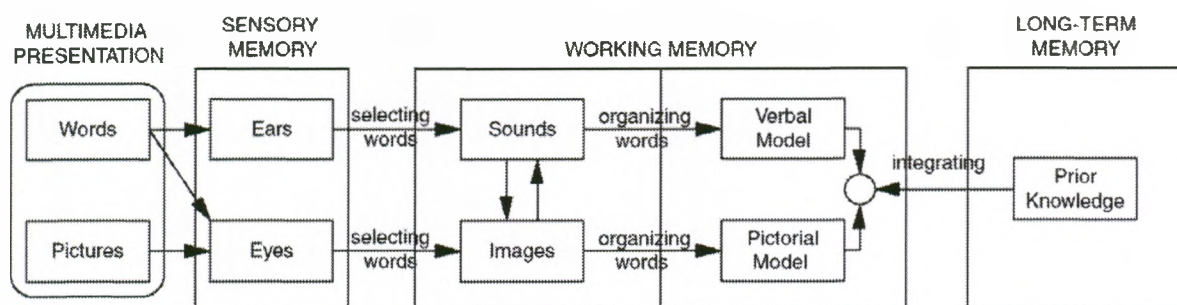 MULTIMEDIA
PRESENTATION
SENSORY
MEMORY
WORKING MEMORY
LONG-TERM
MEMORY
Words
Ears
selecting
words
Sounds
organizing
words
Verbal
Model
integrating
Prior
Knowledge
Pictures
Eyes
selecting
words
Images
organizing
words
Pictorial
Model